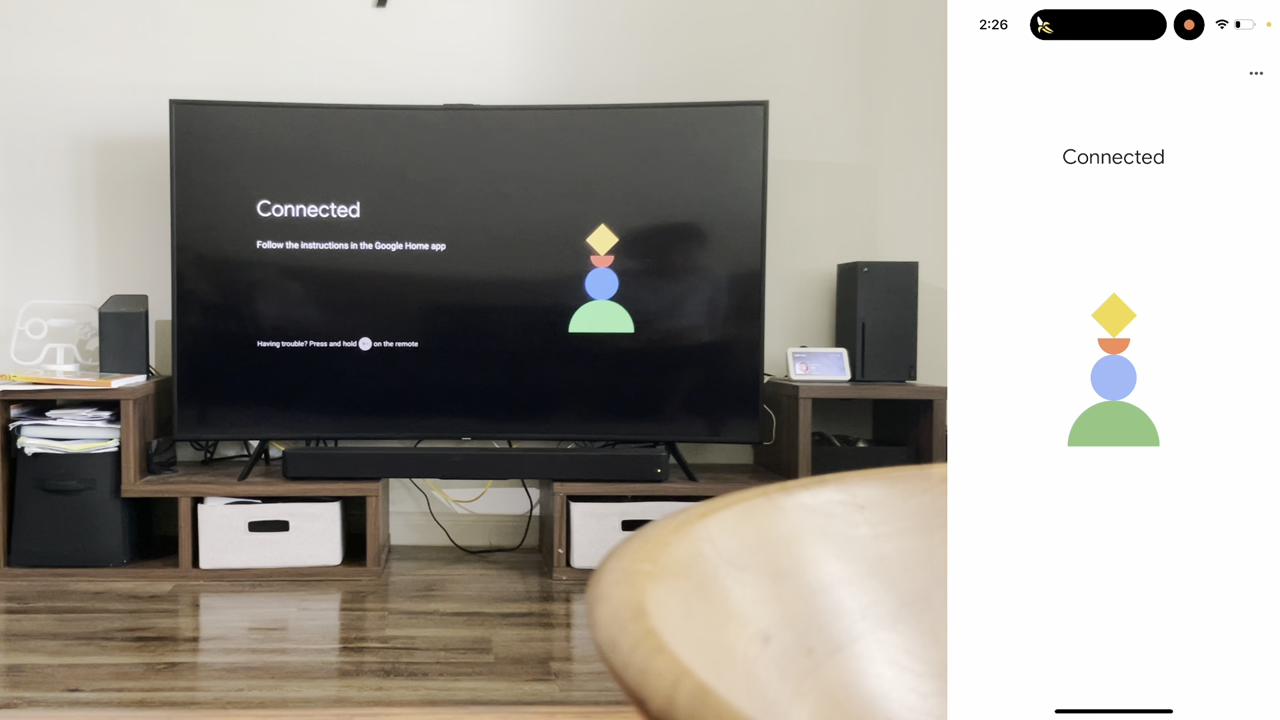 Connected
Follow the instructions in the Google Home app
Having trouble? Press and hold on the remote
2:26
Connected